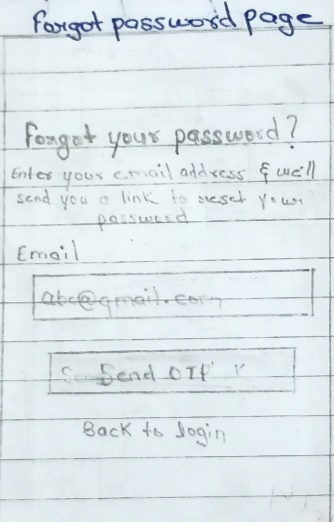 Forgot password page
Forgot your password?
Enter your email address & we'll
send you a link to reset your
password
Email
abc@gmail.com
Send OTP
Back to login